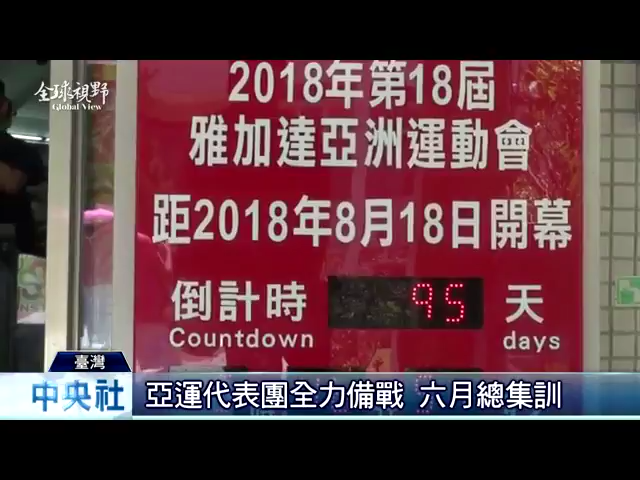 全球視野
Global View
2018年第18屆
雅加達亞洲運動會
距2018年8月18日開幕
倒計時 95 天
Countdown days
臺灣
中央社 亞運代表團全力備戰 六月總集訓